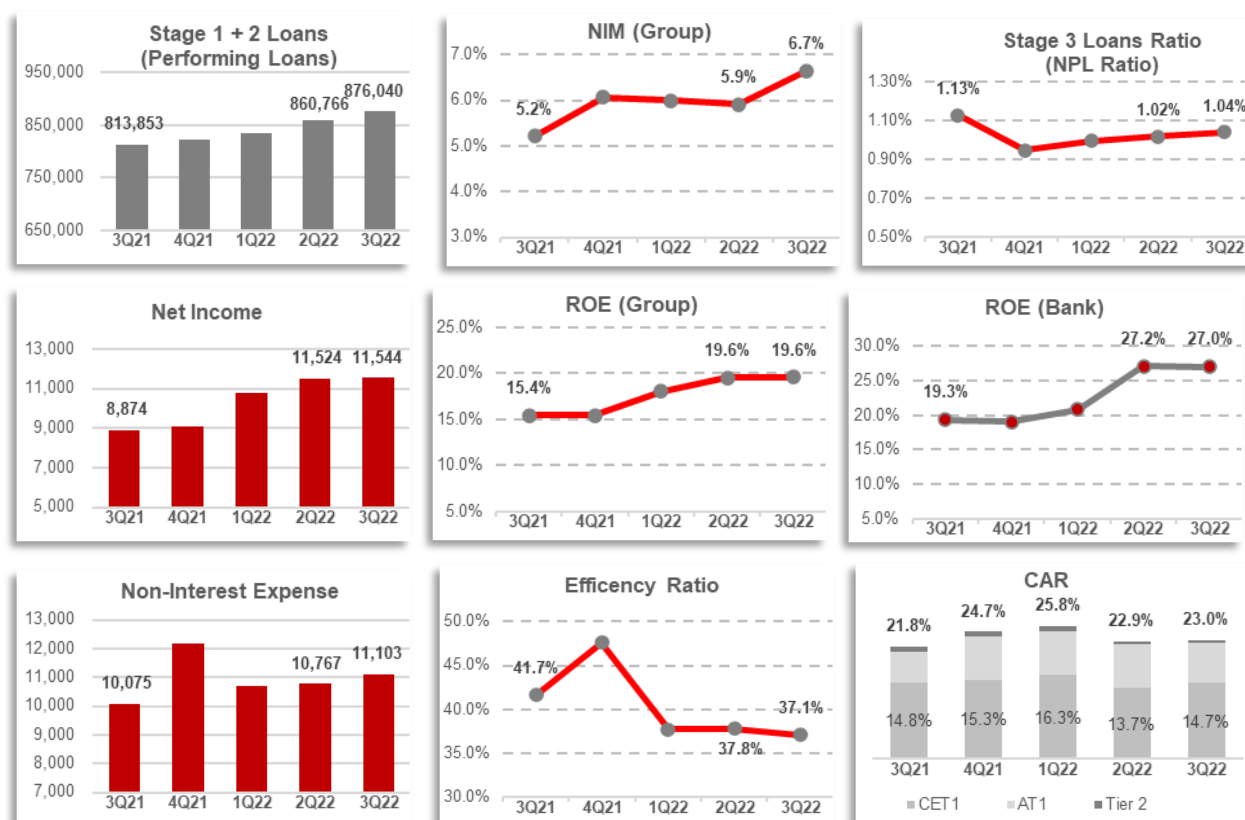 Stage 1 + 2 Loans
(Performing Loans)
950,000
850,000
750,000
650,000
813,853
860,766
876,040
3Q21 4Q21 1Q22 2Q22 3Q22
NIM (Group)
7.0%
6.0%
5.0%
4.0%
3.0%
5.2%
5.9%
6.7%
3Q21 4Q21 1Q22 2Q22 3Q22
Stage 3 Loans Ratio
(NPL Ratio)
1.30%
1.10%
0.90%
0.70%
0.50%
1.13%
1.02%
1.04%
3Q21 4Q21 1Q22 2Q22 3Q22
Net Income
13,000
11,000
9,000
7,000
5,000
8,874
11,524
11,544
3Q21 4Q21 1Q22 2Q22 3Q22
ROE (Group)
25.0%
20.0%
15.0%
10.0%
5.0%
15.4%
19.6%
19.6%
3Q21 4Q21 1Q22 2Q22 3Q22
ROE (Bank)
30.0%
25.0%
20.0%
15.0%
10.0%
5.0%
19.3%
27.2%
27.0%
3Q21 4Q21 1Q22 2Q22 3Q22
Non-Interest Expense
13,000
12,000
11,000
10,000
9,000
8,000
7,000
10,075
10,767
11,103
3Q21 4Q21 1Q22 2Q22 3Q22
Efficency Ratio
50.0%
45.0%
40.0%
35.0%
30.0%
41.7%
37.8%
37.1%
3Q21 4Q21 1Q22 2Q22 3Q22
CAR
21.8% 24.7% 25.8% 22.9% 23.0%
14.8% 15.3% 16.3% 13.7% 14.7%
3Q21 4Q21 1Q22 2Q22 3Q22
CET1 AT1 Tier 2